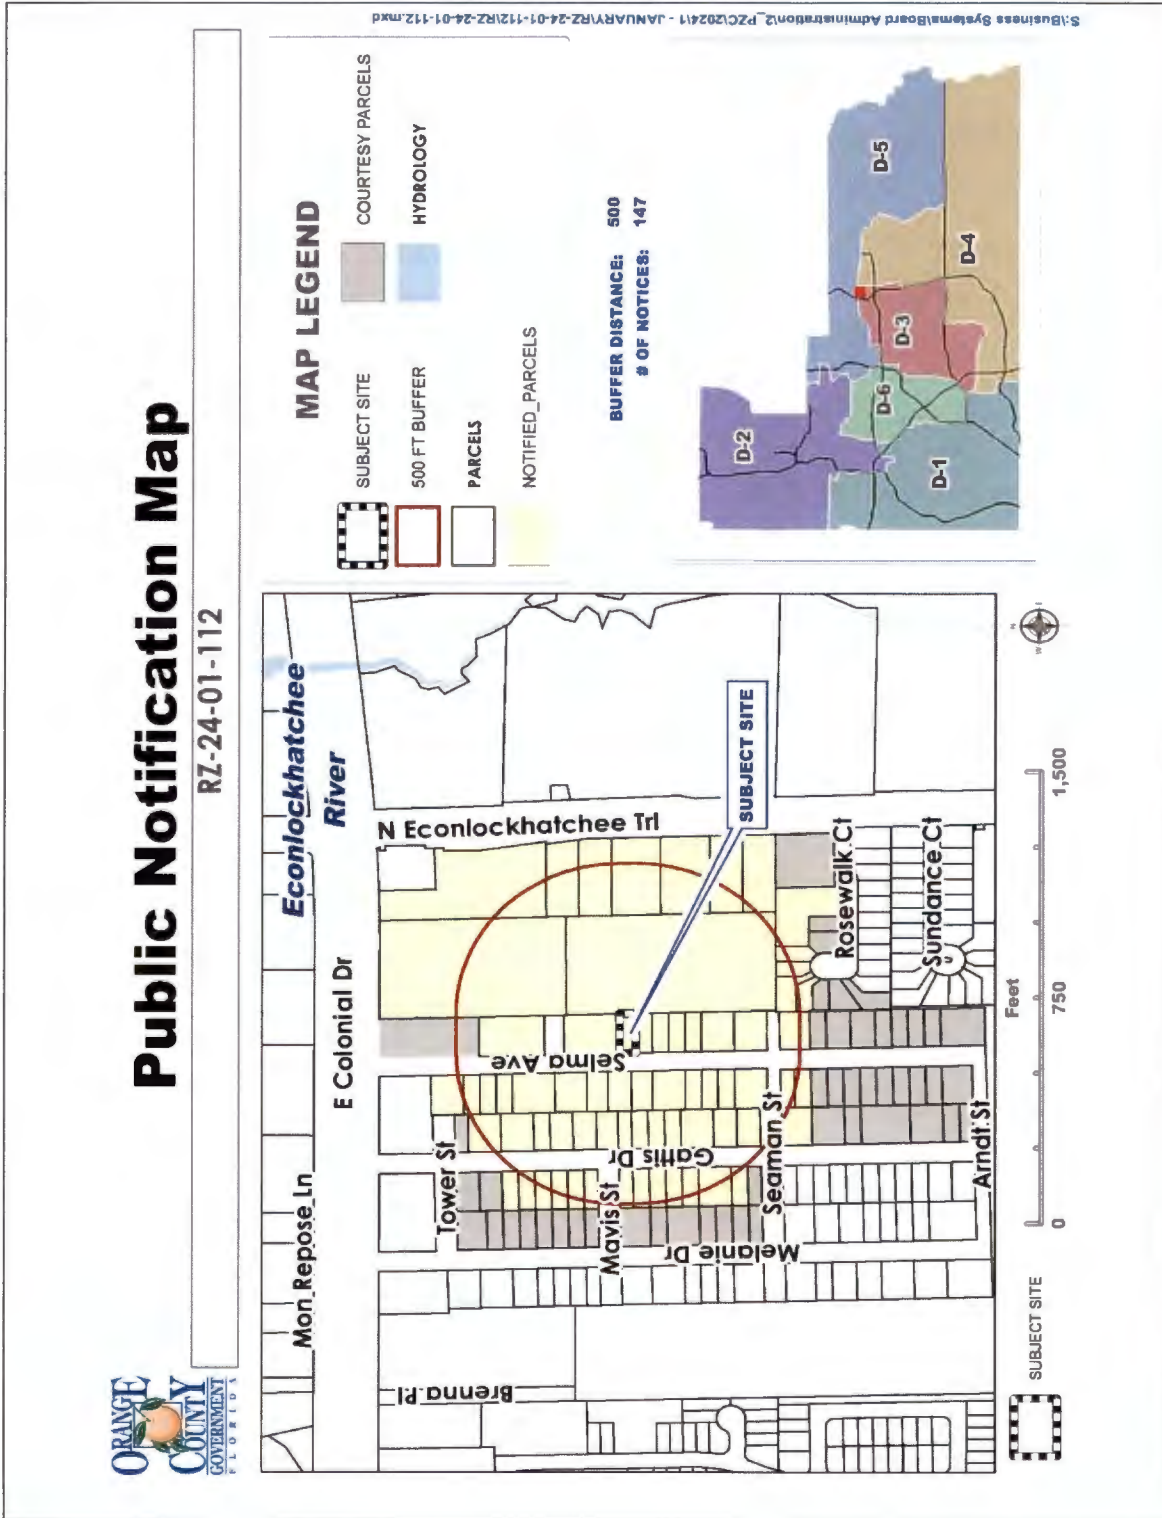 Public Notification Map
RZ-24-01-112
ORANGE
COUNTY
GOVERNMENT
FLORIDA
Econlockhatchee
River
Mon_Repose_Ln
E Colonial Dr
N Econlockhatchee Trl
Tower St
Selma Ave
Gattis Dr
Mavis St
Melanie Dr
Seaman St
Brenna Pl
Rosewalk Ct
Sundance Ct
Arndt St
SUBJECT SITE
SUBJECT SITE
0
750
1,500
Feet
N
W
MAP LEGEND
SUBJECT SITE
500 FT BUFFER
PARCELS
NOTIFIED_PARCELS
COURTESY PARCELS
HYDROLOGY
BUFFER DISTANCE: 500
# OF NOTICES: 147
D-2
D-5
D-6
D-3
D-1
D-4
S:\Business Systems\Board Administration\2_PZC\2024\1 - JANUARY\RZ-24-01-112\RZ\RZ-24-01-112.mxd